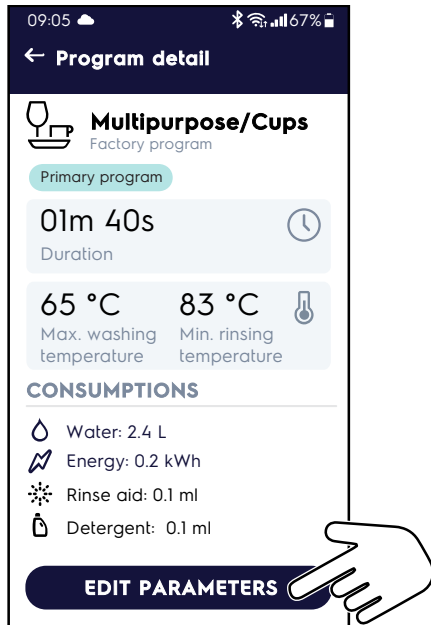 09:05 67%
← Program detail
Multipurpose/Cups
Factory program
Primary program
01m 40s
Duration
65 °C 83 °C
Max. washing temperature Min. rinsing temperature
CONSUMPTIONS
Water: 2.4 L
Energy: 0.2 kWh
Rinse aid: 0.1 ml
Detergent: 0.1 ml
EDIT PARAMETERS